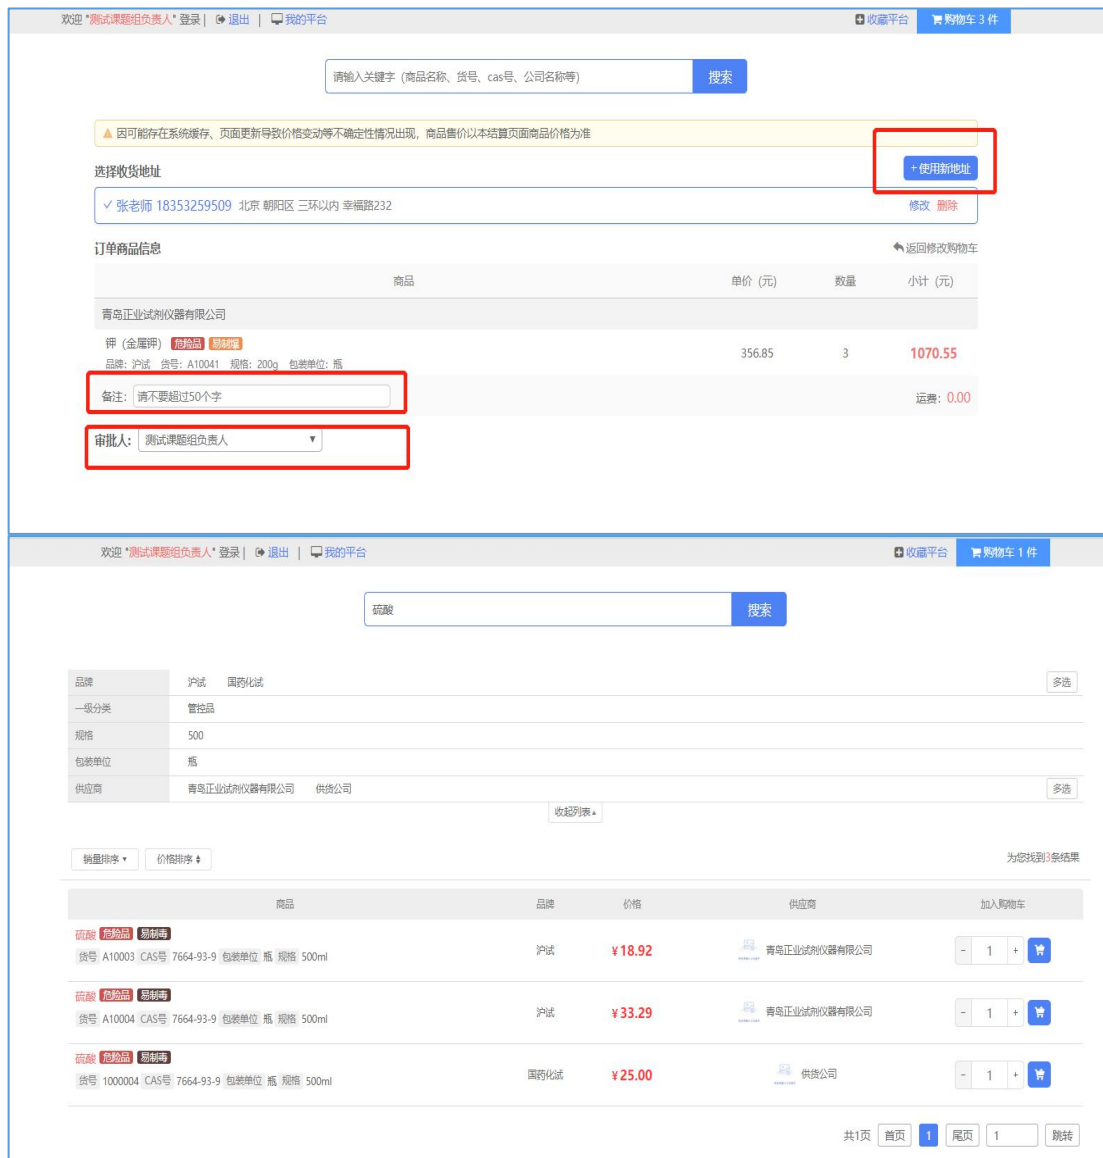 欢迎 "测试课题组负责人" 登录 | 退出 | 我的平台 收藏平台 购物车 3 件
请输入关键字 (商品名称、货号、cas号、公司名称等) 搜索
因可能存在系统缓存、页面更新导致价格变动等不确定性情况出现，商品售价以本结算页面商品价格为准
选择收货地址 +使用新地址
张老师 18353259509 北京 朝阳区 三环以内 幸福路232 修改 删除
订单商品信息 返回修改购物车
商品 单价 (元) 数量 小计 (元)
青岛正业试剂仪器有限公司
钾 (金属钾) 危险品 易制爆
品牌：沪试 货号：A10041 规格：200g 包装单位：瓶 356.85 3 1070.55
备注： 请不要超过50个字 运费：0.00
审批人： 测试课题组负责人
欢迎 "测试课题组负责人" 登录 | 退出 | 我的平台 收藏平台 购物车 1 件
硫酸 搜索
品牌 沪试 国药化试 多选
一级分类 管控品
规格 500
包装单位 瓶
供应商 青岛正业试剂仪器有限公司 供货公司 多选
收起列表
销量排序 价格排序 为您找到3条结果
商品 品牌 价格 供应商 加入购物车
硫酸 危险品 易制毒
货号 A10003 CAS号 7664-93-9 包装单位 瓶 规格 500ml 沪试 ¥18.92 青岛正业试剂仪器有限公司 - 1 +
硫酸 危险品 易制毒
货号 A10004 CAS号 7664-93-9 包装单位 瓶 规格 500ml 沪试 ¥33.29 青岛正业试剂仪器有限公司 - 1 +
硫酸 危险品 易制毒
货号 1000004 CAS号 7664-93-9 包装单位 瓶 规格 500ml 国药化试 ¥25.00 供货公司 - 1 +
共1页 首页 1 尾页 1 跳转